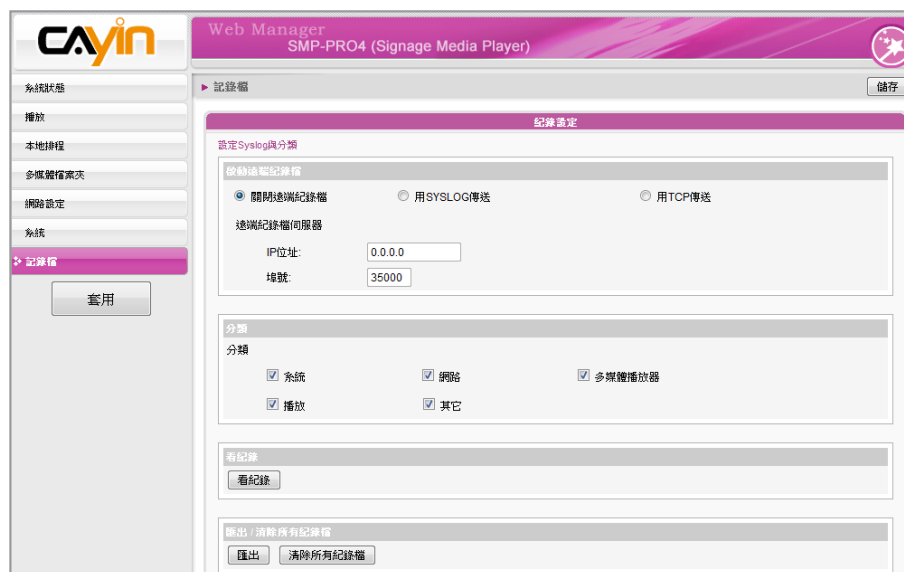 CAYIN
Web Manager
SMP-PRO4 (Signage Media Player)
系統狀態
播放
本地排程
多媒體檔案夾
網路設定
系統
記錄檔
套用
記錄檔
儲存
紀錄設定
設定Syslog與分類
啟動遠端記錄檔
關閉遠端紀錄檔
用SYSLOG傳送
用TCP傳送
遠端紀錄檔伺服器
IP位址:
0.0.0.0
埠號:
35000
分類
分類
系統
網路
多媒體播放器
播放
其它
看紀錄
看紀錄
匯出 / 清除所有紀錄檔
匯出
清除所有紀錄檔